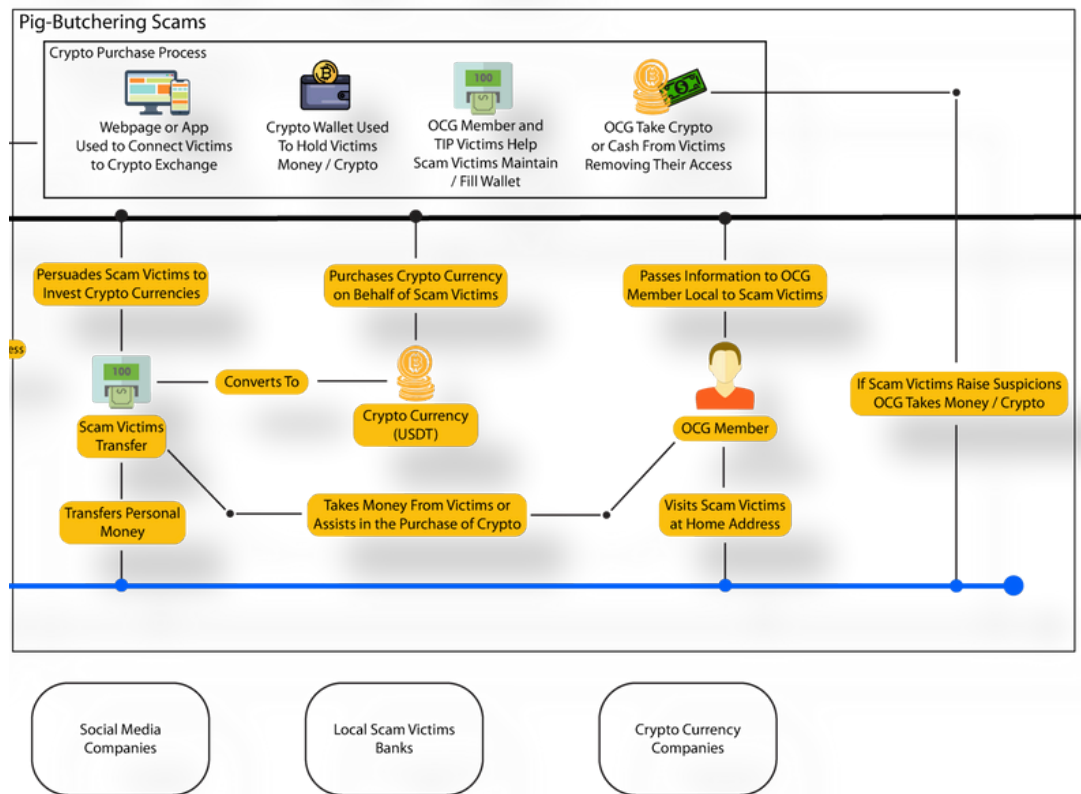 Pig-Butchering Scams
Crypto Purchase Process
100
Webpage or App
Used to Connect Victims
to Crypto Exchange
Crypto Wallet Used
To Hold Victims
Money / Crypto
OCG Member and
TIP Victims Help
Scam Victims Maintain
/ Fill Wallet
OCG Take Crypto
or Cash From Victims
Removing Their Access
Persuades Scam Victims to
Invest Crypto Currencies
Purchases Crypto Currency
on Behalf of Scam Victims
Passes Information to OCG
Member Local to Scam Victims
ess
100
Converts To
If Scam Victims Raise Suspicions
OCG Takes Money / Crypto
Scam Victims
Transfer
Crypto Currency
(USDT)
OCG Member
Transfers Personal
Money
Takes Money From Victims or
Assists in the Purchase of Crypto
Visits Scam Victims
at Home Address
Social Media
Companies
Local Scam Victims
Banks
Crypto Currency
Companies